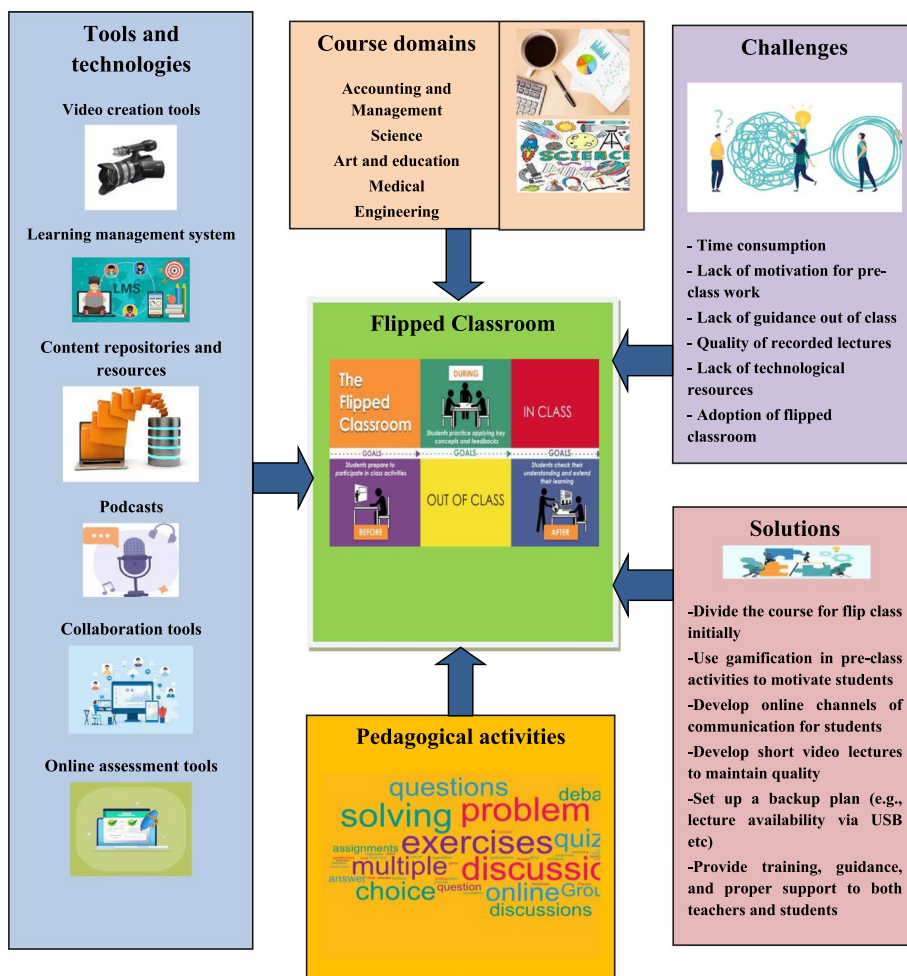 Tools and
technologies
Video creation tools
Learning management system
LMS
Content repositories and
resources
Podcasts
Collaboration tools
Online assessment tools
Course domains
Accounting and
Management
Science
Art and education
Medical
Engineering
SCIENCE
Flipped Classroom
The
Flipped
Classroom
DURING
Students practice applying key
concepts and feedbacks
IN CLASS
GOALS
GOALS
GOALS
Students prepare to
participate in class activities
BEFORE
OUT OF CLASS
Students check their
understanding and extend
their learning
AFTER
Pedagogical activities
questions
deba
solving problem
exercises quiz
assignments
multiple discussio
answer
choice question online Grou
discussions
Challenges
? ?
- Time consumption
- Lack of motivation for pre-
class work
- Lack of guidance out of class
- Quality of recorded lectures
- Lack of technological
resources
- Adoption of flipped
classroom
Solutions
-Divide the course for flip class
initially
-Use gamification in pre-class
activities to motivate students
-Develop online channels of
communication for students
-Develop short video lectures
to maintain quality
-Set up a backup plan (e.g.,
lecture availability via USB
etc)
-Provide training, guidance,
and proper support to both
teachers and students